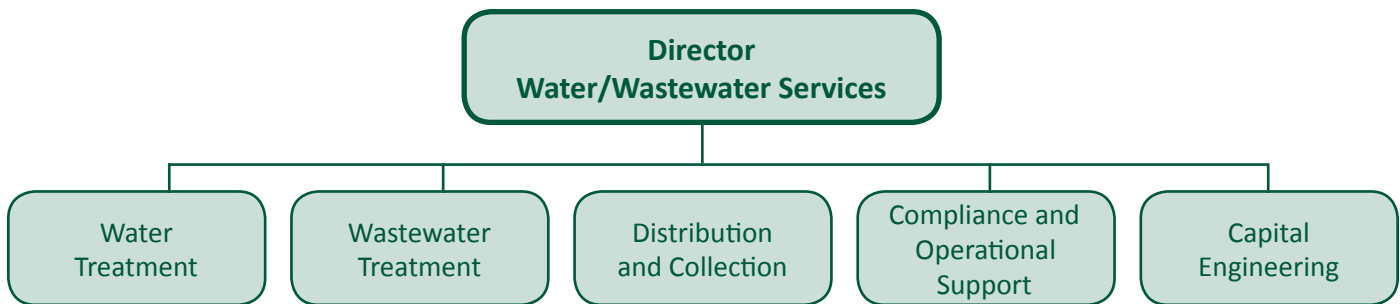 Director
Water/Wastewater Services
Water
Treatment
Wastewater
Treatment
Distribution
and Collection
Compliance and
Operational
Support
Capital
Engineering